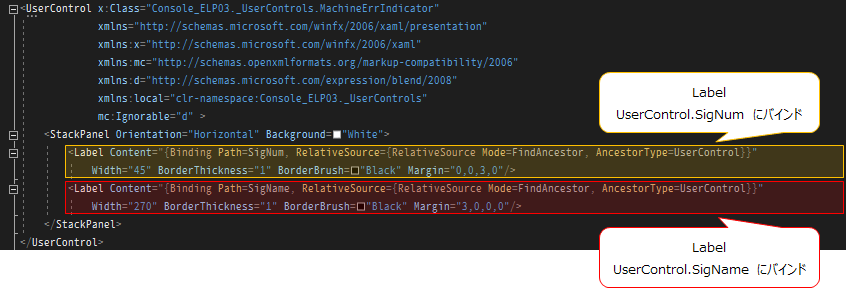 <UserControl x:Class="Console_ELP03._UserControls.MachineErrIndicator"
xmlns="http://schemas.microsoft.com/winfx/2006/xaml/presentation"
xmlns:x="http://schemas.microsoft.com/winfx/2006/xaml"
xmlns:mc="http://schemas.openxmlformats.org/markup-compatibility/2006"
xmlns:d="http://schemas.microsoft.com/expression/blend/2008"
xmlns:local="clr-namespace:Console_ELP03._UserControls"
mc:Ignorable="d" >
Label
UserControl.SigNum にバインド
<StackPanel Orientation="Horizontal" Background="White">
<Label Content="{Binding Path=SigNum, RelativeSource={RelativeSource Mode=FindAncestor, AncestorType=UserControl}}"
Width="45" BorderThickness="1" BorderBrush="Black" Margin="0,0,3,0"/>
<Label Content="{Binding Path=SigName, RelativeSource={RelativeSource Mode=FindAncestor, AncestorType=UserControl}}"
Width="270" BorderThickness="1" BorderBrush="Black" Margin="3,0,0,0"/>
</StackPanel>
</UserControl>
Label
UserControl.SigName にバインド